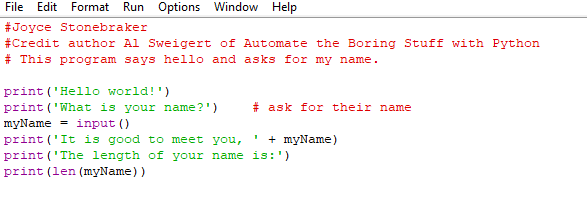 File Edit Format Run Options Window Help
#Joyce Stonebraker
#Credit author Al Sweigert of Automate the Boring Stuff with Python
# This program says hello and asks for my name.
print('Hello world!')
print('What is your name?')    # ask for their name
myName = input()
print('It is good to meet you, ' + myName)
print('The length of your name is:')
print(len(myName))